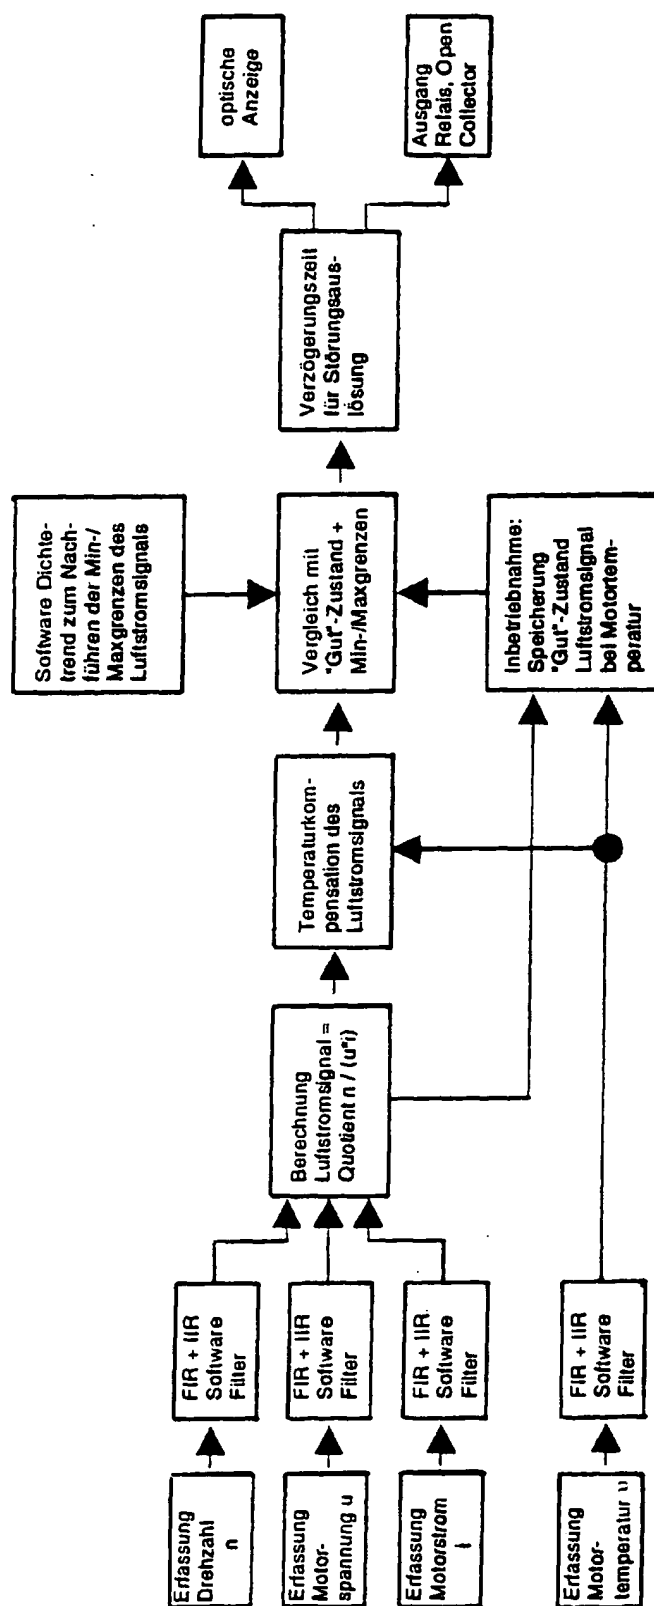 Erfassung
Drehzahl
n
FIR + IIR
Software
Filter
Erfassung
Motor-
spannung u
FIR + IIR
Software
Filter
Erfassung
Motorstrom
i
FIR + IIR
Software
Filter
Erfassung
Motor-
temperatur υ
FIR + IIR
Software
Filter
Berechnung
Luftstromsignal =
Quotient n / (u*i)
Temperaturkom-
pensation des
Luftstromsignals
Software Dichte-
trend zum Nach-
führen der Min-/
Maxgrenzen des
Luftstromsignals
Vergleich mit
"Gut"-Zustand +
Min-/Maxgrenzen
Inbetriebnahme:
Speicherung
"Gut"-Zustand
Luftstromsignal
bei Motortem-
peratur
Verzögerungszeit
für Störungsaus-
lösung
optische
Anzeige
Ausgang
Relais, Open
Collector